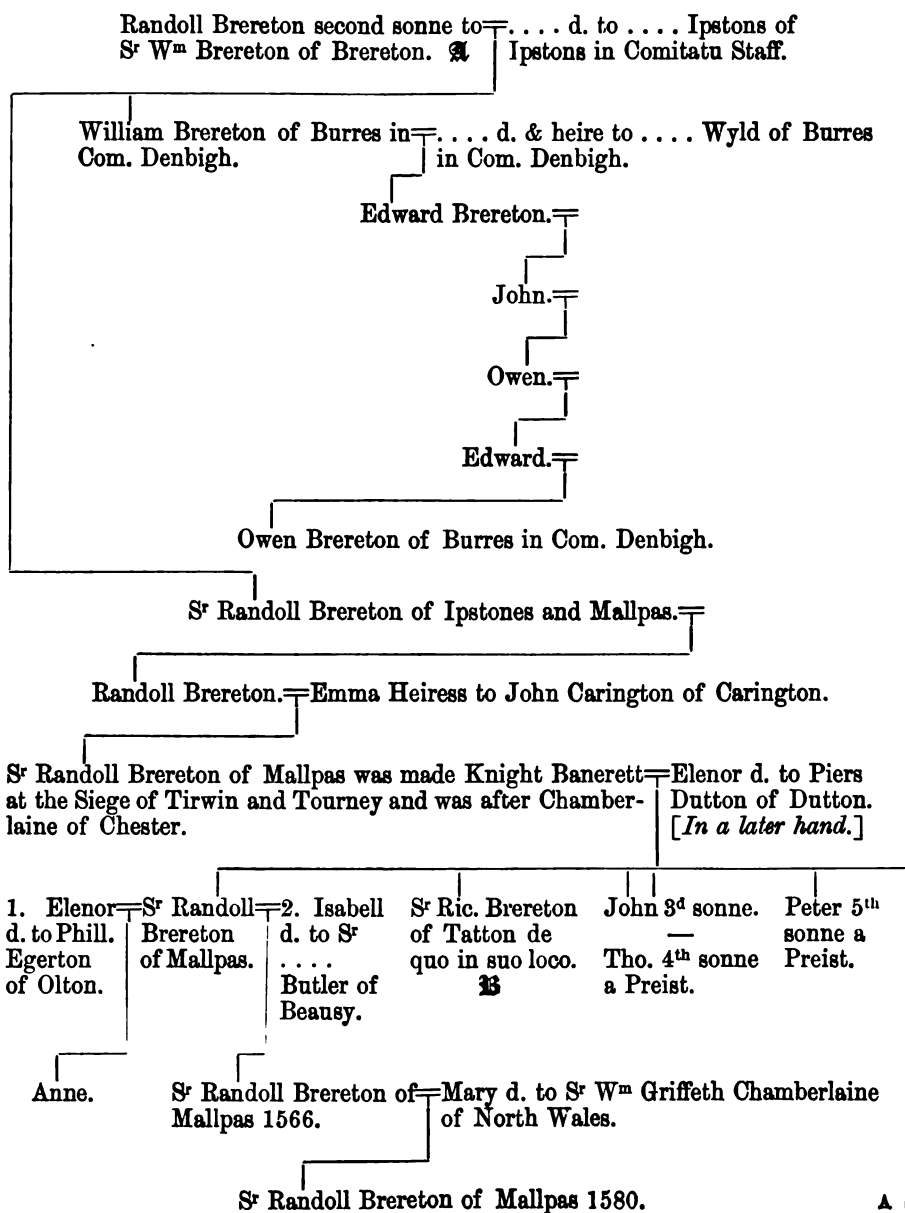 Randoll Brereton second sonne to . . . . d. to . . . . Ipstons of
Sʳ Wᵐ Brereton of Brereton. 𝕬 Ipstons in Comitatu Staff.
William Brereton of Burres in . . . . d. & heire to . . . . Wyld of Burres
Com. Denbigh. in Com. Denbigh.
Edward Brereton.
John.
Owen.
Edward.
Owen Brereton of Burres in Com. Denbigh.
Sʳ Randoll Brereton of Ipstones and Mallpas.
Randoll Brereton. Emma Heiress to John Carington of Carington.
Sʳ Randoll Brereton of Mallpas was made Knight Banerett
at the Siege of Tirwin and Tourney and was after Chamber-
laine of Chester.
Elenor d. to Piers
Dutton of Dutton.
[In a later hand.]
1. Elenor
d. to Phill.
Egerton
of Olton.
Sʳ Randoll
Brereton
of Mallpas.
2. Isabell
d. to Sʳ
. . . .
Butler of
Beausy.
Sʳ Ric. Brereton
of Tatton de
quo in suo loco.
𝕭
John 3ᵈ sonne.
—
Tho. 4ᵗʰ sonne
a Preist.
Peter 5ᵗʰ
sonne a
Preist.
Anne.
Sʳ Randoll Brereton of
Mallpas 1566.
Mary d. to Sʳ Wᵐ Griffeth Chamberlaine
of North Wales.
Sʳ Randoll Brereton of Mallpas 1580.
A